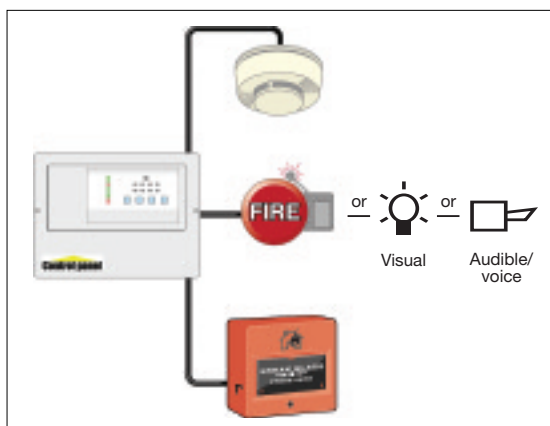 FIRE
or
or
Control panel
Visual
Audible/
voice